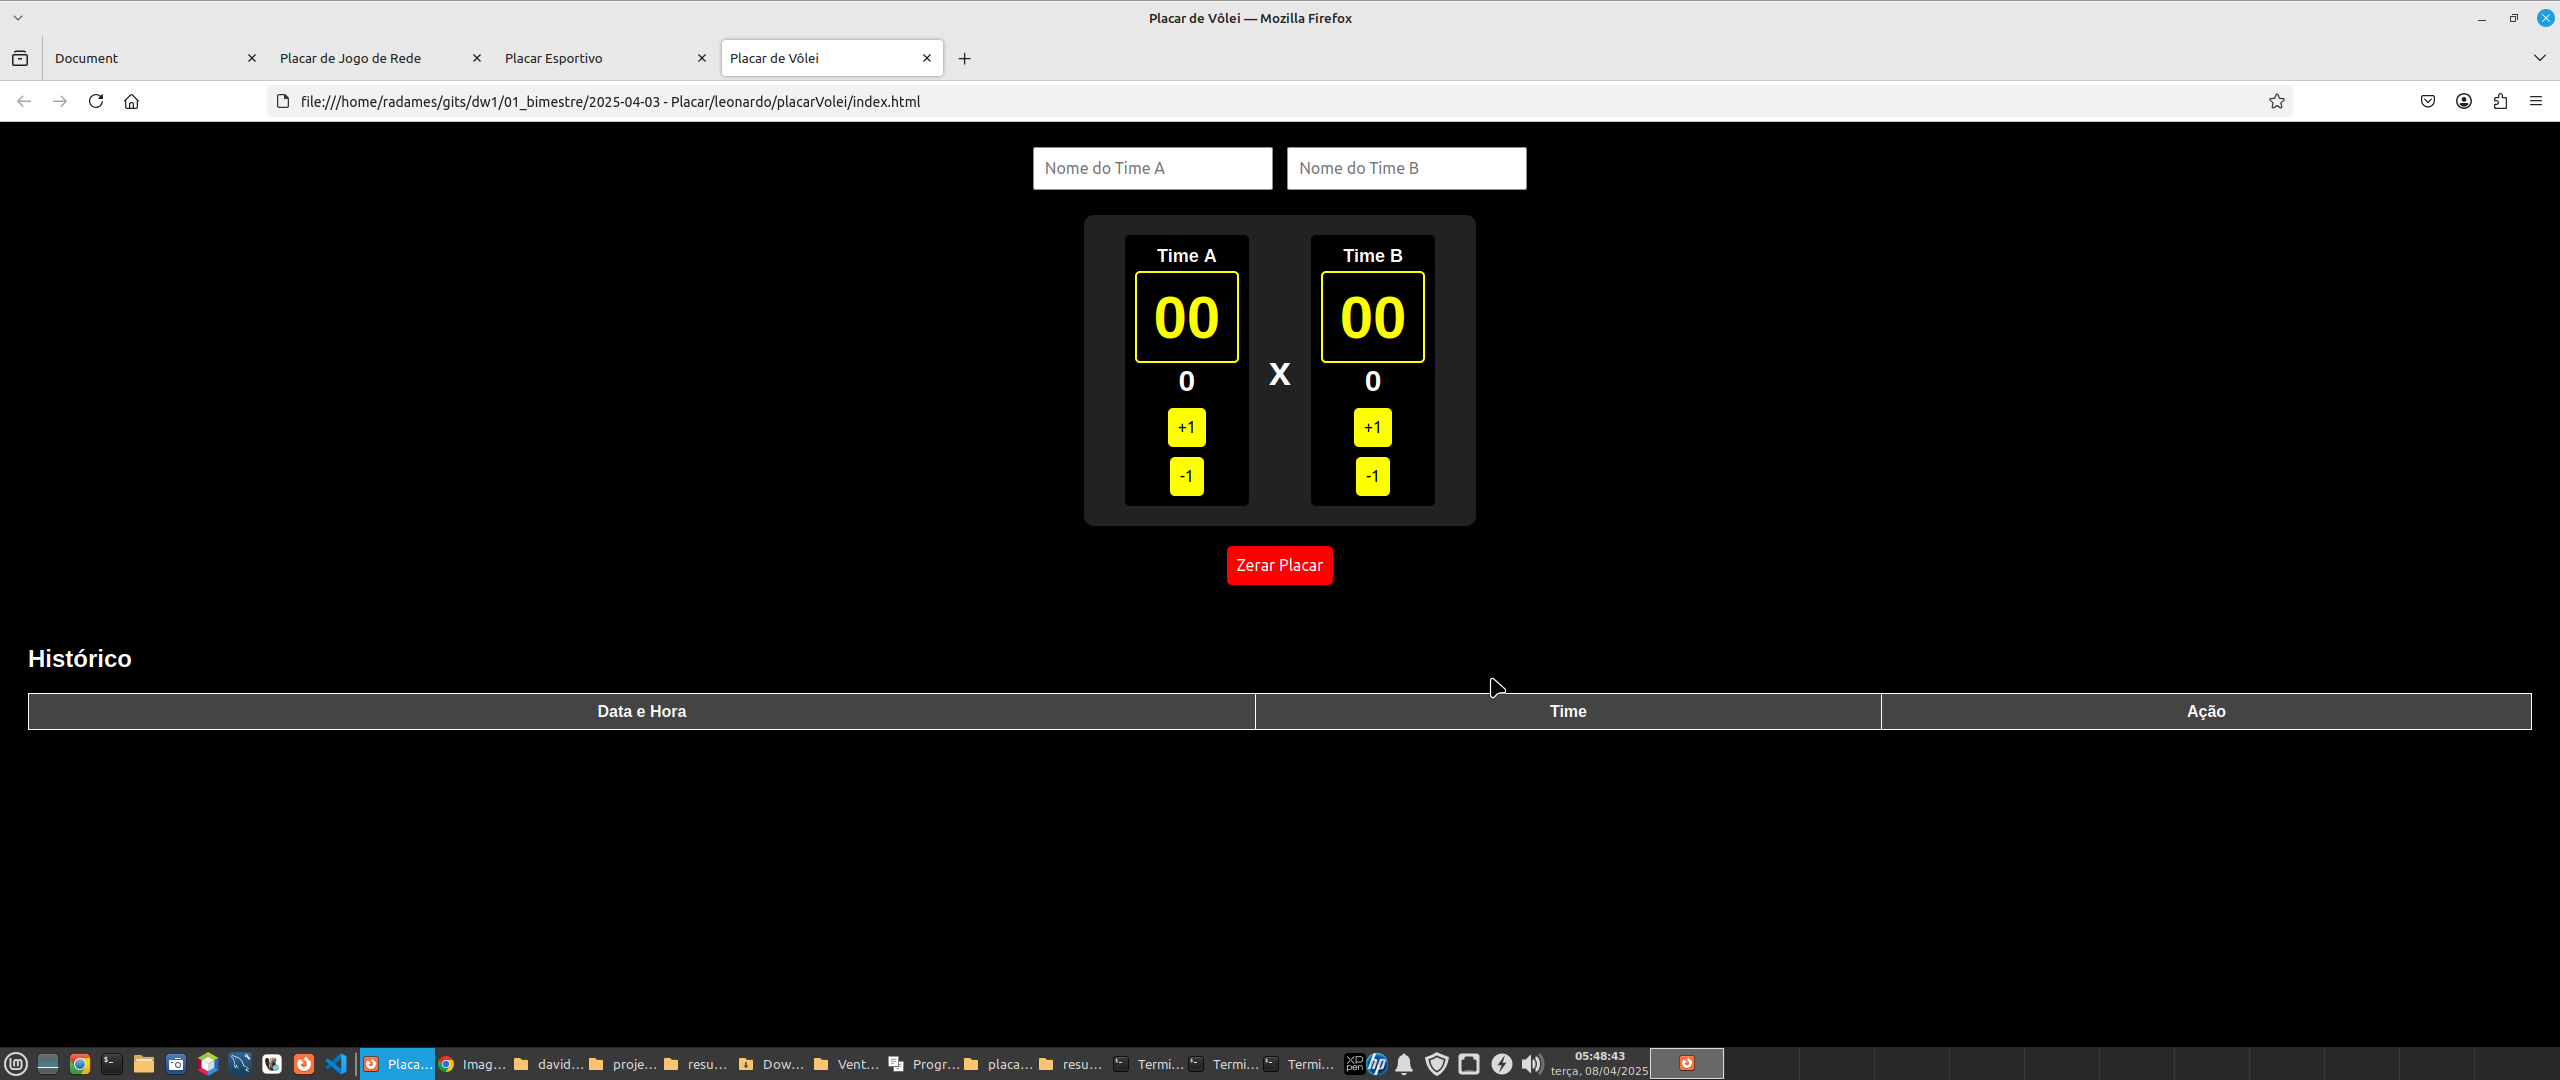 Placar de Vôlei — Mozilla Firefox
Document
Placar de Jogo de Rede
Placar Esportivo
Placar de Vôlei
file:///home/radames/gits/dw1/01_bimestre/2025-04-03 - Placar/leonardo/placarVolei/index.html
Nome do Time A
Nome do Time B
Time A
Time B
00
00
X
0
0
+1
+1
-1
-1
Zerar Placar
Histórico
Data e Hora
Time
Ação
Placa...
Imag...
david...
proje...
resu...
Dow...
Vent...
Progr...
placa...
resu...
Termi...
Termi...
Termi...
XP
pen
hp
05:48:43
terça, 08/04/2025